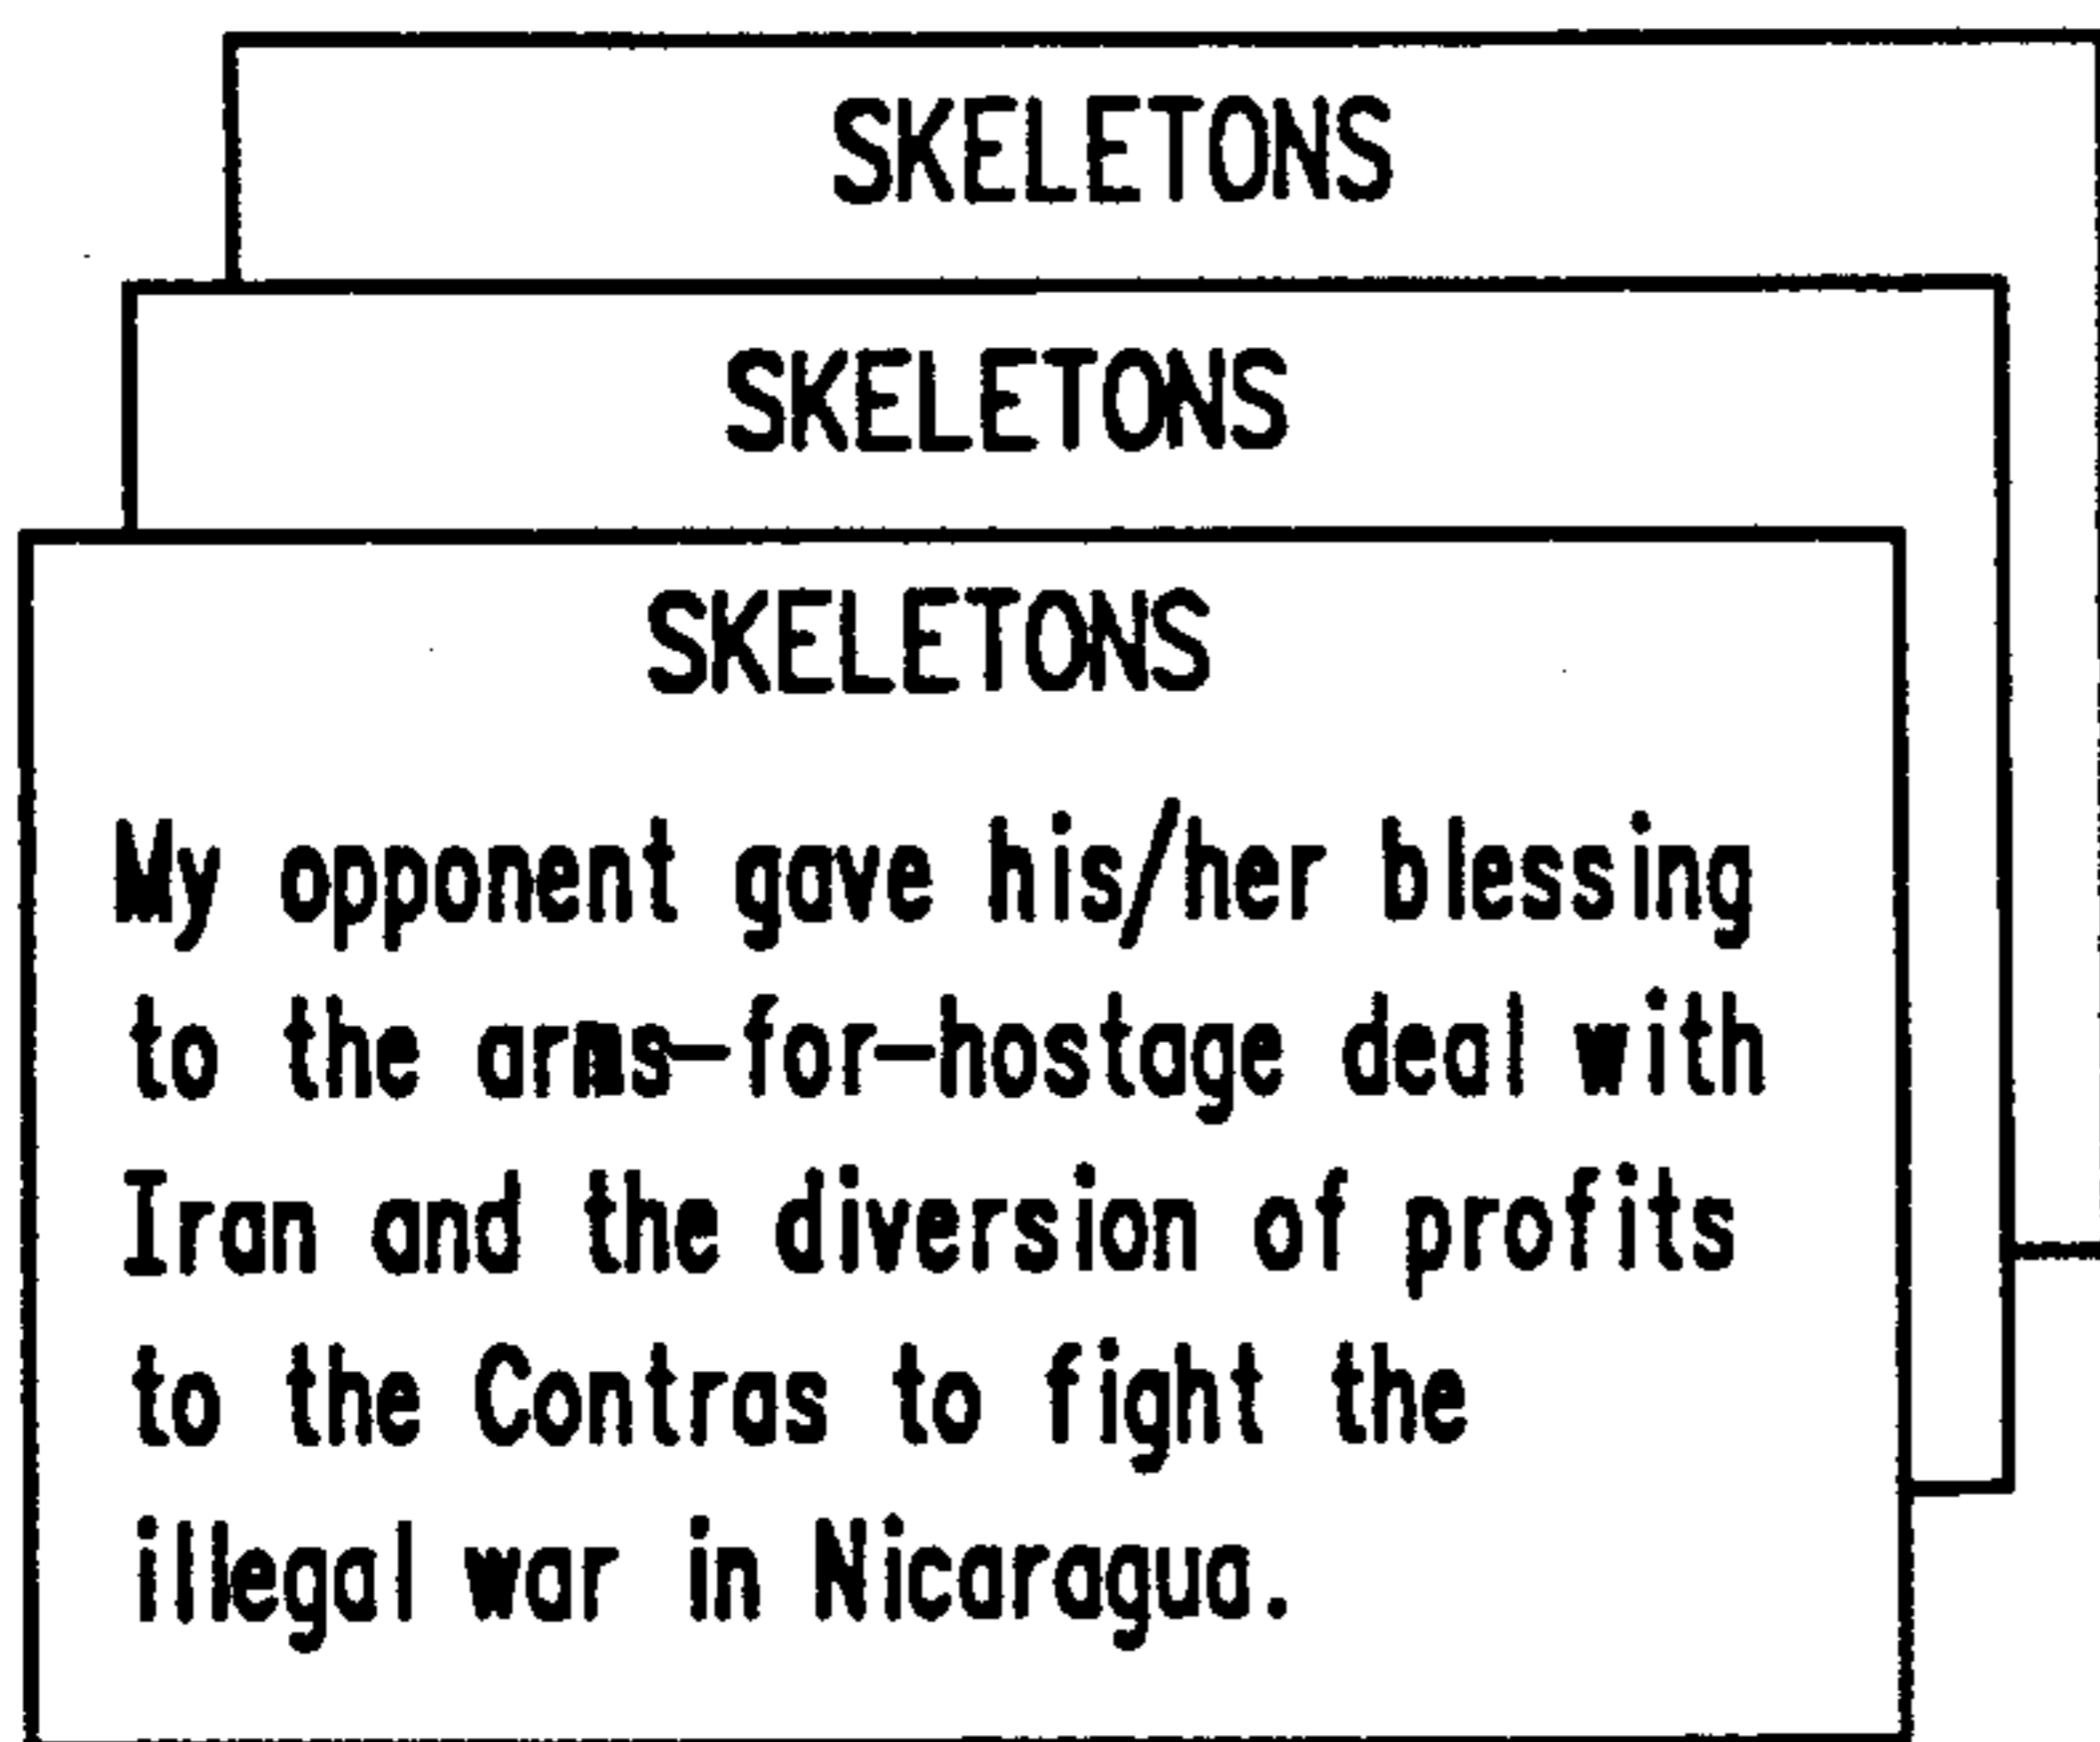 SKELETONS
SKELETONS
SKELETONS
My opponent gave his/her blessing
to the arms-for-hostage deal with
Iran and the diversion of profits
to the Contras to fight the
illegal war in Nicaragua.